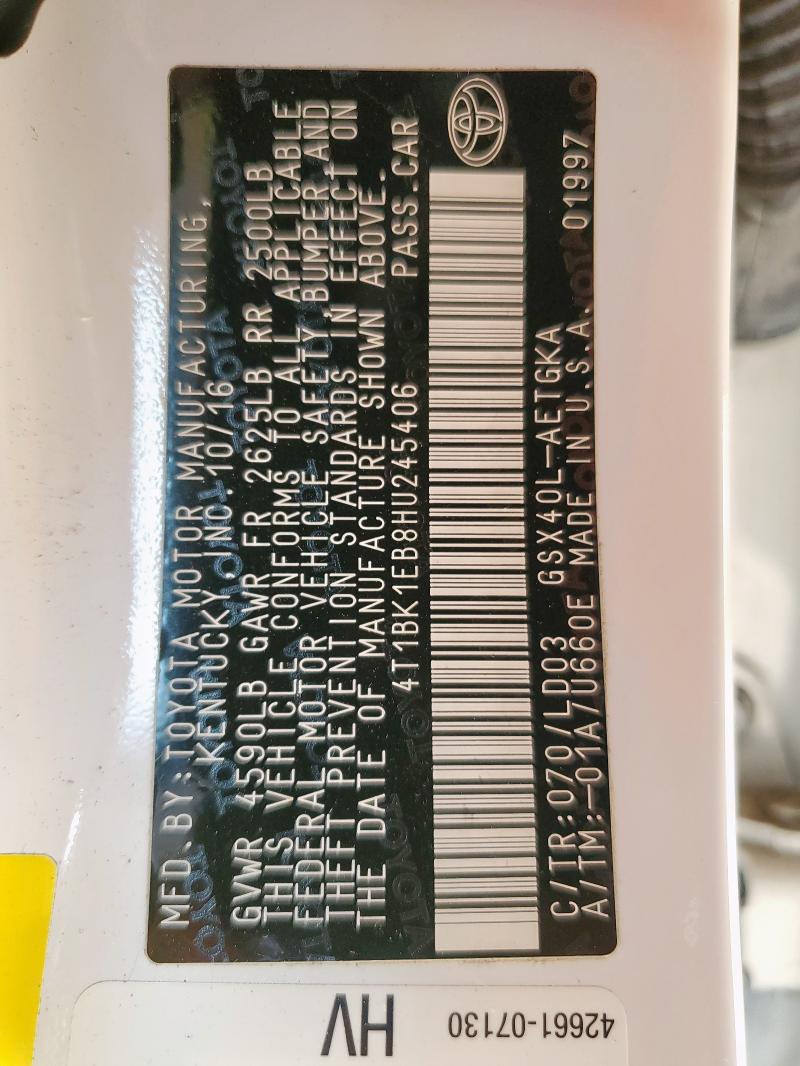 MFD.BY:TOYOTA MOTOR MANUFACTURING,
KENTUCKY,INC. 10/16
GVWR 4590LB GAWR FR 2625LB RR 2500LB
THIS VEHICLE CONFORMS TO ALL APPLICABLE
FEDERAL MOTOR VEHICLE SAFETY,BUMPER,AND
THEFT PREVENTION STANDARDS IN EFFECT ON
THE DATE OF MANUFACTURE SHOWN ABOVE.
4T1BK1EB8HU245406 PASS.CAR
C/TR:070/LD03 GSX40L-AETGKA
A/TM:-01A/U660E MADE IN U.S.A. 01997
HV
42661-07130